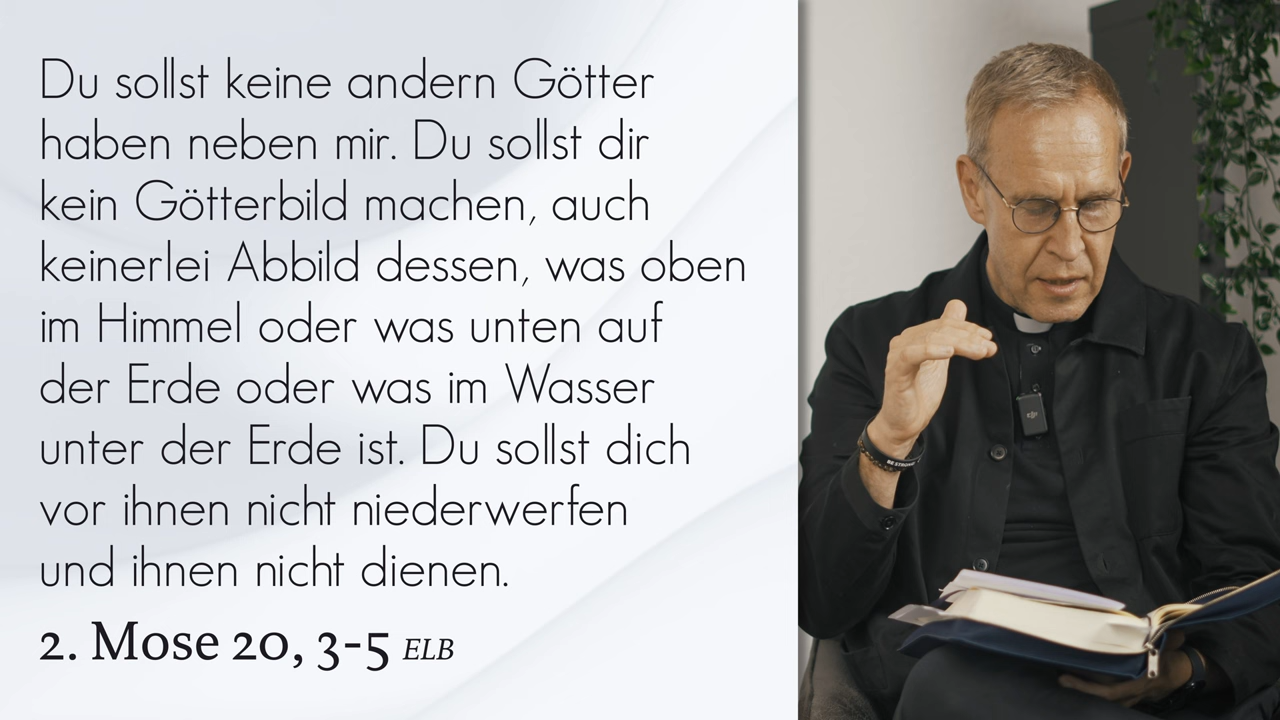 Du sollst keine andern Götter
haben neben mir. Du sollst dir
kein Götterbild machen, auch
keinerlei Abbild dessen, was oben
im Himmel oder was unten auf
der Erde oder was im Wasser
unter der Erde ist. Du sollst dich
vor ihnen nicht niederwerfen
und ihnen nicht dienen.
2. Mose 20, 3-5 ELB
dji